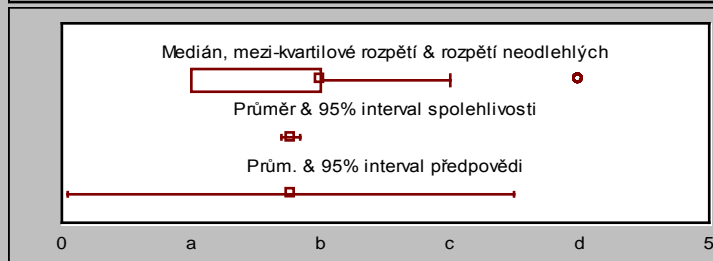 Medián, mezi-kvartilové rozpětí & rozpětí neodlehlých
Průměr & 95% interval spolehlivosti
Prům. & 95% interval předpovědi
0 a b c d 5